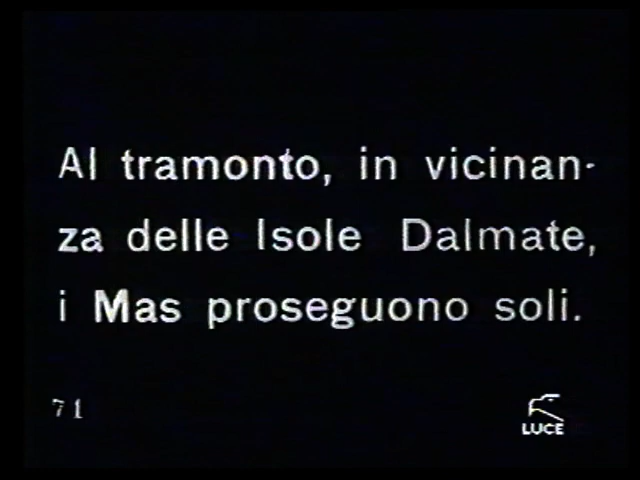 Al tramonto, in vicinan-
za delle Isole Dalmate,
i Mas proseguono soli.
71
LUCE